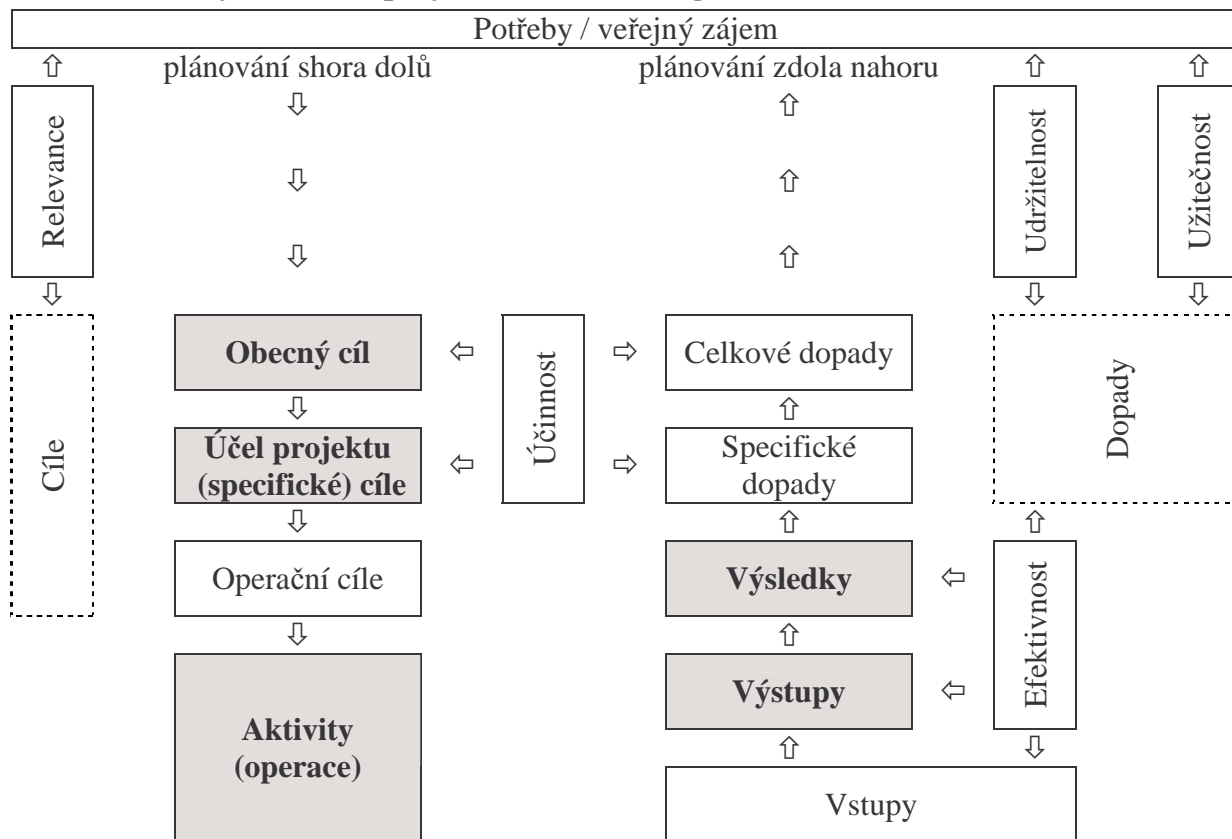 Potřeby / veřejný zájem
plánování shora dolů
plánování zdola nahoru
Relevance
Udržitelnost
Užitečnost
Obecný cíl
Účinnost
Celkové dopady
Cíle
Dopady
Účel projektu
(specifické) cíle
Specifické
dopady
Operační cíle
Výsledky
Efektivnost
Aktivity
(operace)
Výstupy
Vstupy